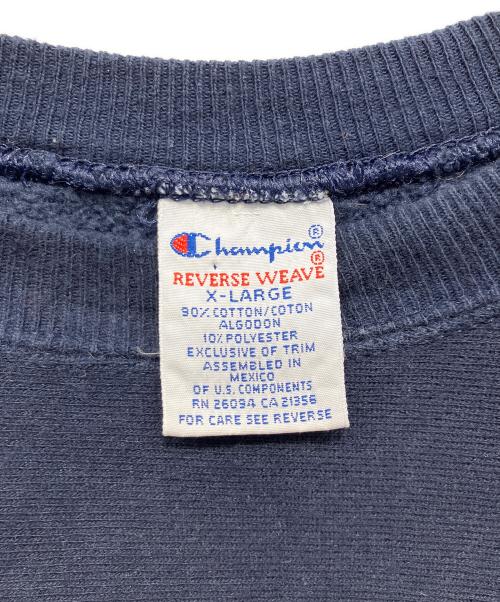 Champion®
REVERSE WEAVE®
X-LARGE
90% COTTON/COTON
ALGODON
10% POLYESTER
EXCLUSIVE OF TRIM
ASSEMBLED IN
MEXICO
OF U.S. COMPONENTS
RN 26094 CA 21356
FOR CARE SEE REVERSE